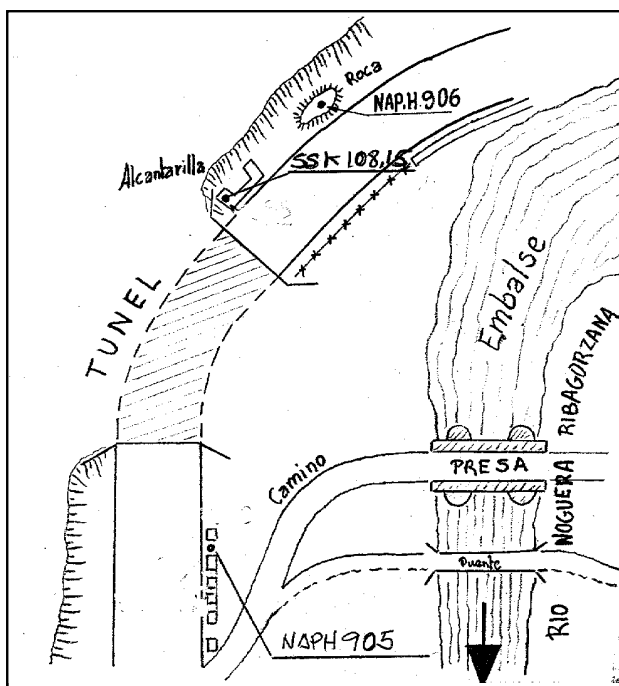 Roca
NAP.H.906
Alcantarilla
SSK 108,15
TUNEL
Embalse
RIBAGORZANA
Camino
PRESA
NOGUERA
Puente
RIO
NAPH 905